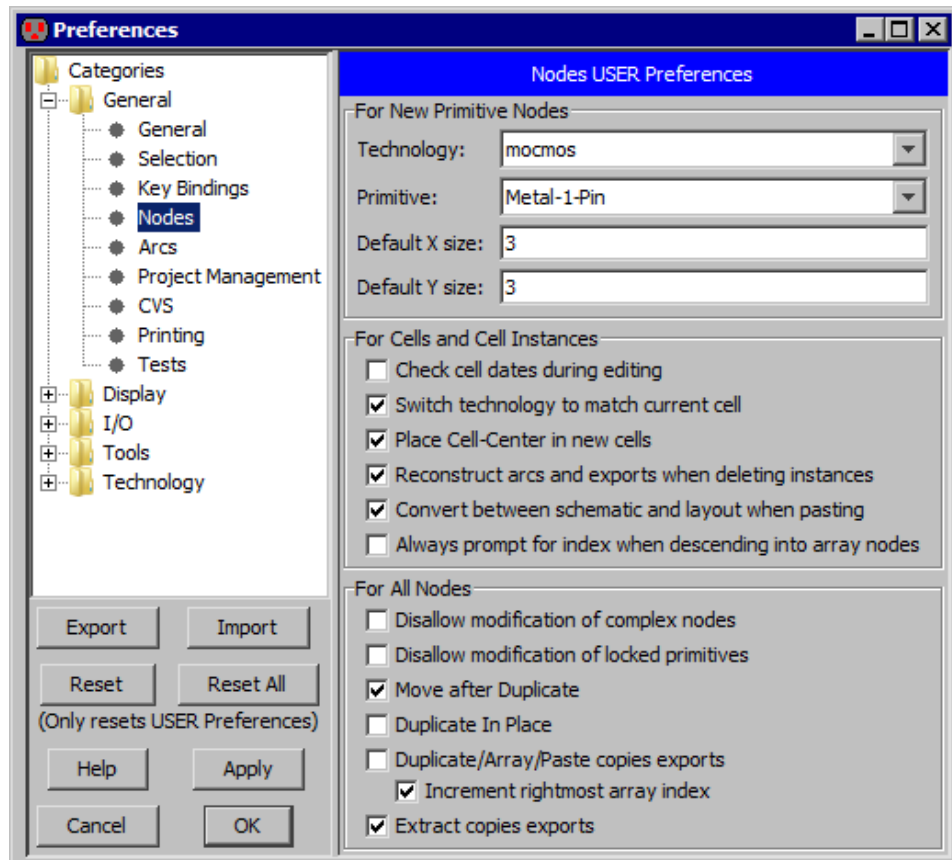 Preferences
Categories
General
General
Selection
Key Bindings
Nodes
Arcs
Project Management
CVS
Printing
Tests
Display
I/O
Tools
Technology
Export Import
Reset Reset All
(Only resets USER Preferences)
Help Apply
Cancel OK
Nodes USER Preferences
For New Primitive Nodes
Technology: mocmos
Primitive: Metal-1-Pin
Default X size: 3
Default Y size: 3
For Cells and Cell Instances
Check cell dates during editing
Switch technology to match current cell
Place Cell-Center in new cells
Reconstruct arcs and exports when deleting instances
Convert between schematic and layout when pasting
Always prompt for index when descending into array nodes
For All Nodes
Disallow modification of complex nodes
Disallow modification of locked primitives
Move after Duplicate
Duplicate In Place
Duplicate/Array/Paste copies exports
Increment rightmost array index
Extract copies exports